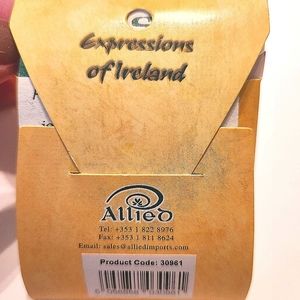 Expressions
of Ireland
Allied
Tel: +353 1 822 8976
Fax: +353 1 811 8624
Email: sales@alliedimports.com
Product Code: 30961